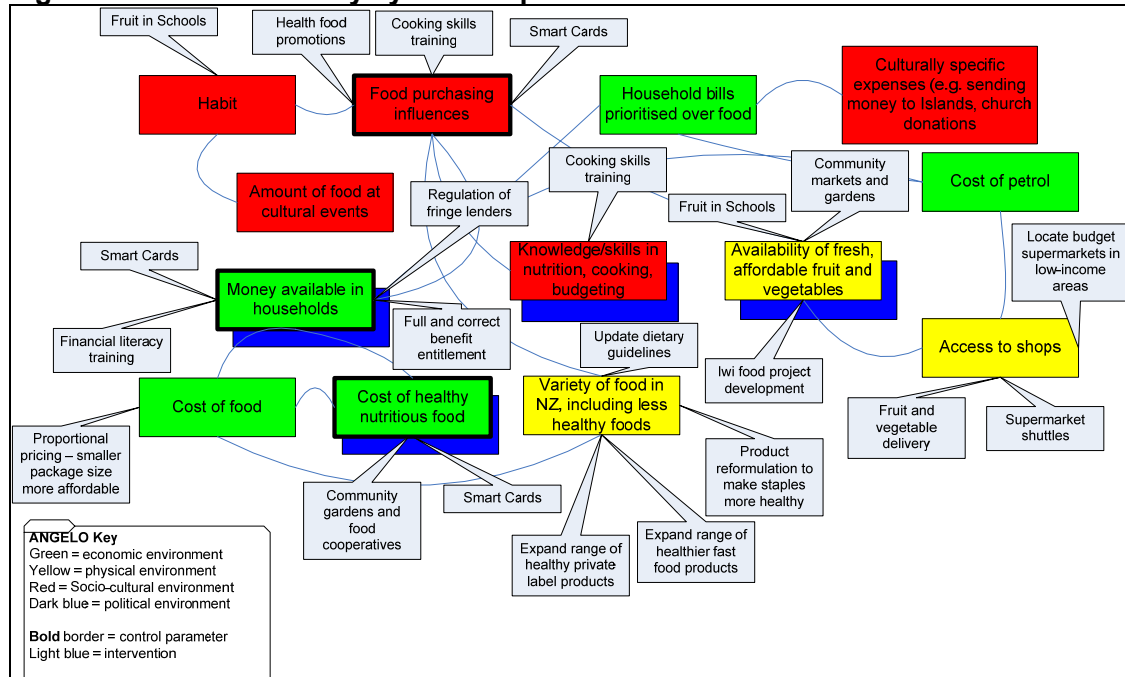 Fruit in Schools
Health food
promotions
Cooking skills
training
Smart Cards
Habit
Food purchasing
influences
Household bills
prioritised over food
Culturally specific
expenses (e.g. sending
money to Islands, church
donations
Amount of food at
cultural events
Regulation of
fringe lenders
Cooking skills
training
Community
markets and
gardens
Cost of petrol
Fruit in Schools
Smart Cards
Knowledge/skills in
nutrition, cooking,
budgeting
Availability of fresh,
affordable fruit and
vegetables
Locate budget
supermarkets in
low-income
areas
Money available in
households
Financial literacy
training
Full and correct
benefit
entitlement
Update dietary
guidelines
Iwi food project
development
Access to shops
Cost of food
Cost of healthy
nutritious food
Variety of food in
NZ, including less
healthy foods
Fruit and
vegetable
delivery
Supermarket
shuttles
Proportional
pricing – smaller
package size
more affordable
Community
gardens and
food
cooperatives
Smart Cards
Product
reformulation to
make staples
more healthy
Expand range of
healthy private
label products
Expand range of
healthier fast
food products
ANGELO Key
Green = economic environment
Yellow = physical environment
Red = Socio-cultural environment
Dark blue = political environment
Bold border = control parameter
Light blue = intervention